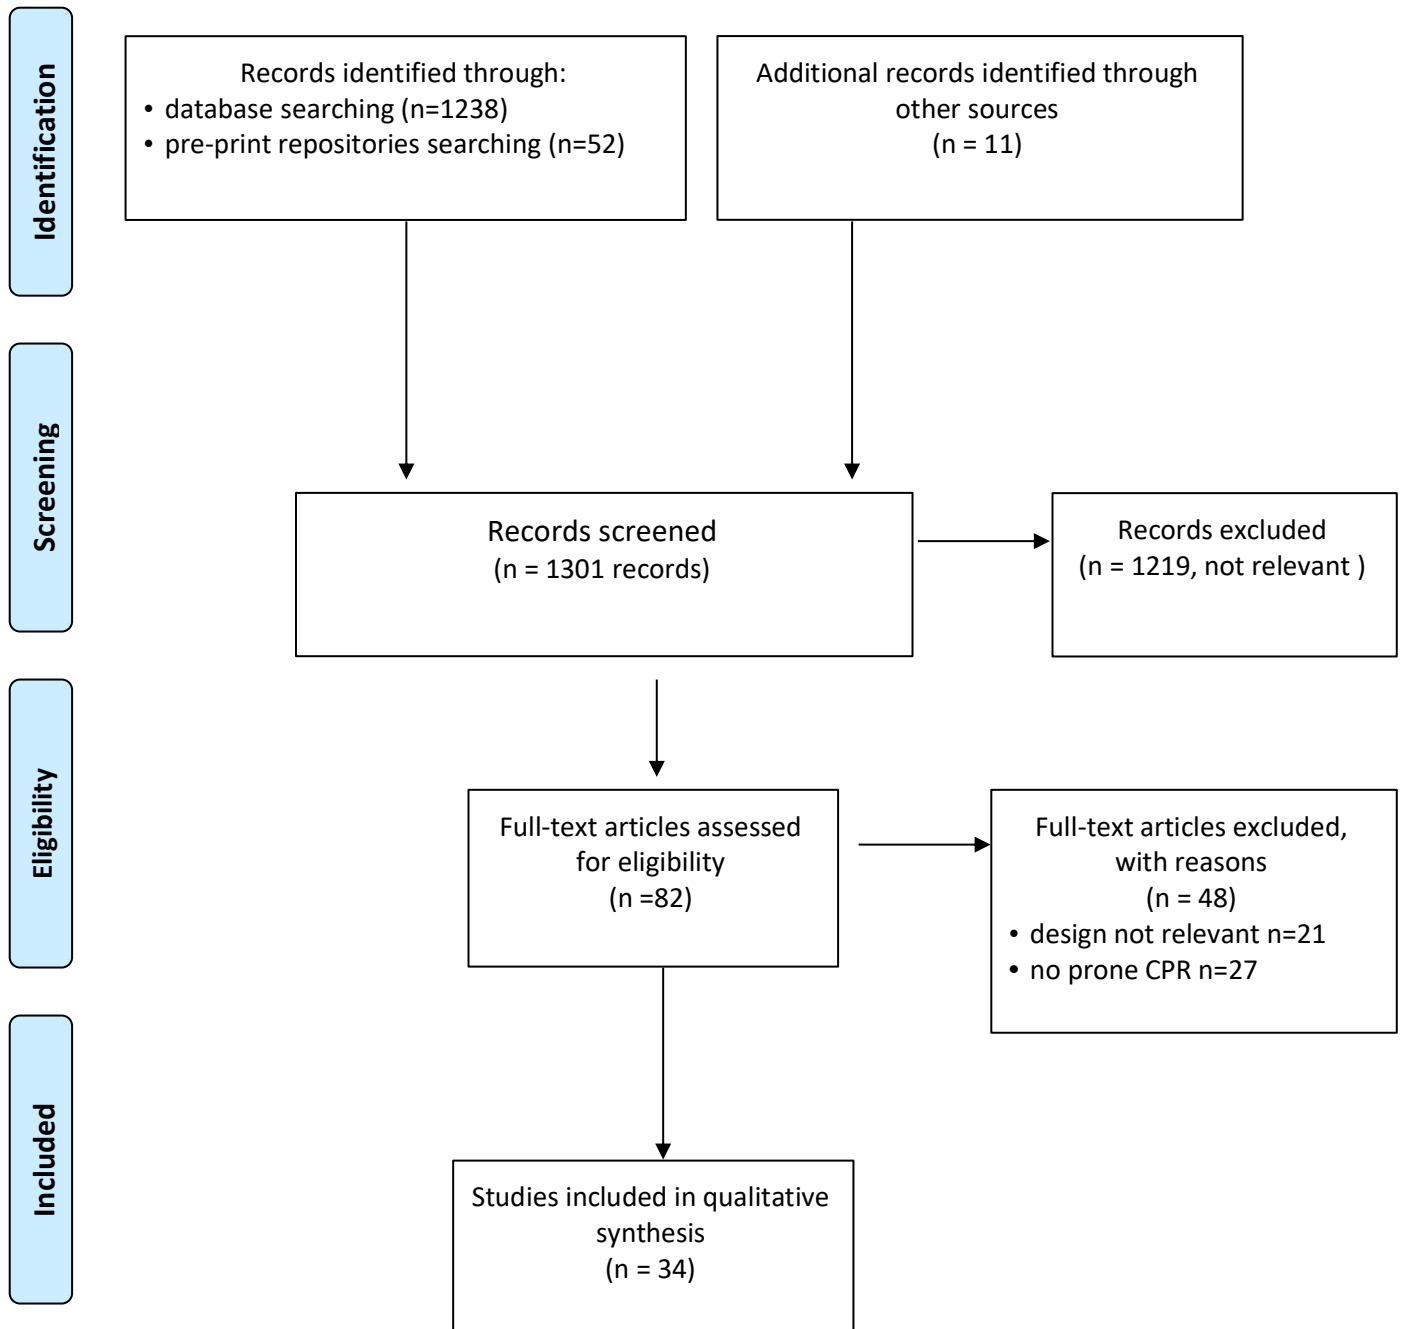 Identification
Records identified through:
• database searching (n=1238)
• pre-print repositories searching (n=52)
Additional records identified through
other sources
(n = 11)
Screening
Records screened
(n = 1301 records)
Records excluded
(n = 1219, not relevant )
Eligibility
Full-text articles assessed
for eligibility
(n =82)
Full-text articles excluded,
with reasons
(n = 48)
• design not relevant n=21
• no prone CPR n=27
Included
Studies included in qualitative
synthesis
(n = 34)